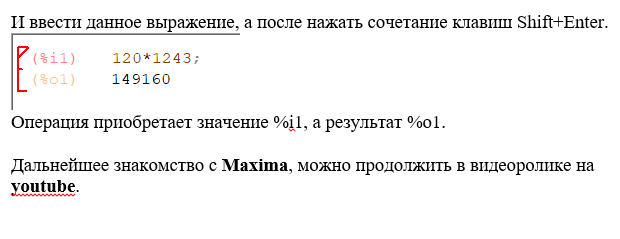 И ввести данное выражение, а после нажать сочетание клавиш Shift+Enter.
(%i1) 120*1243;
(%o1) 149160
Операция приобретает значение %i1, а результат %o1.
Дальнейшее знакомство с Maxima, можно продолжить в видеоролике на
youtube.